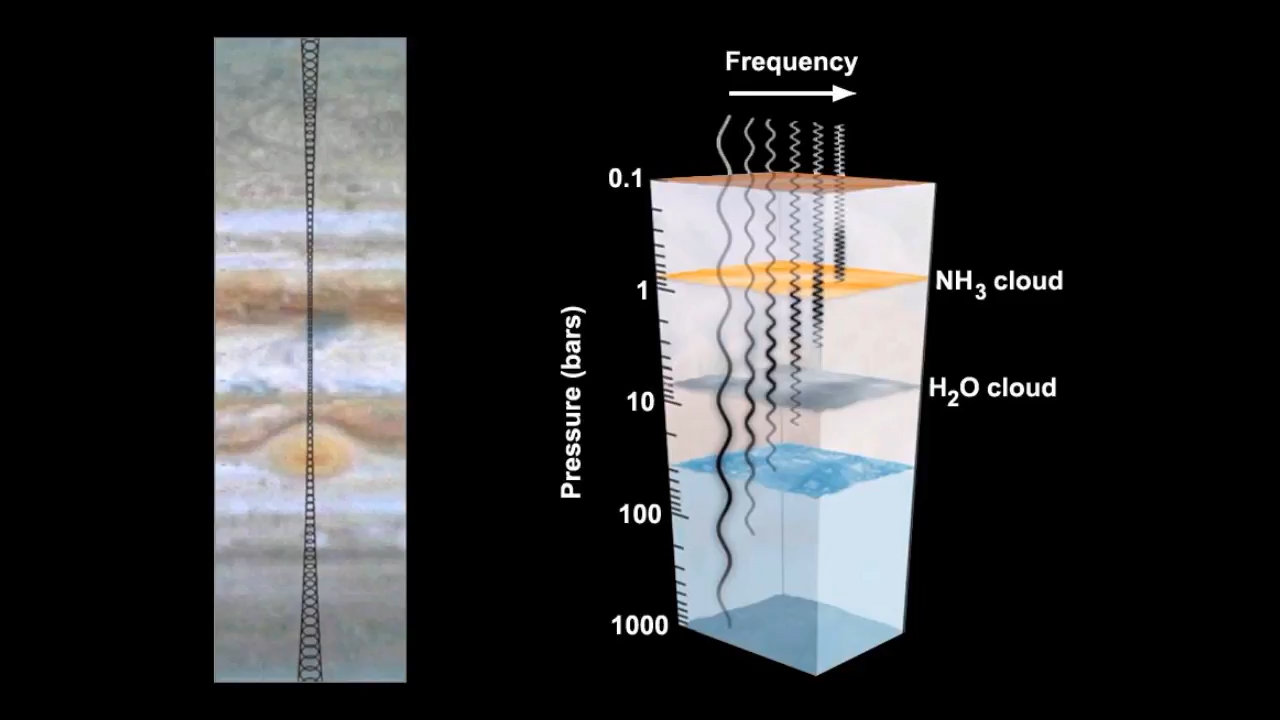 Frequency
0.1
NH3 cloud
1
Pressure (bars)
H2O cloud
10
100
1000